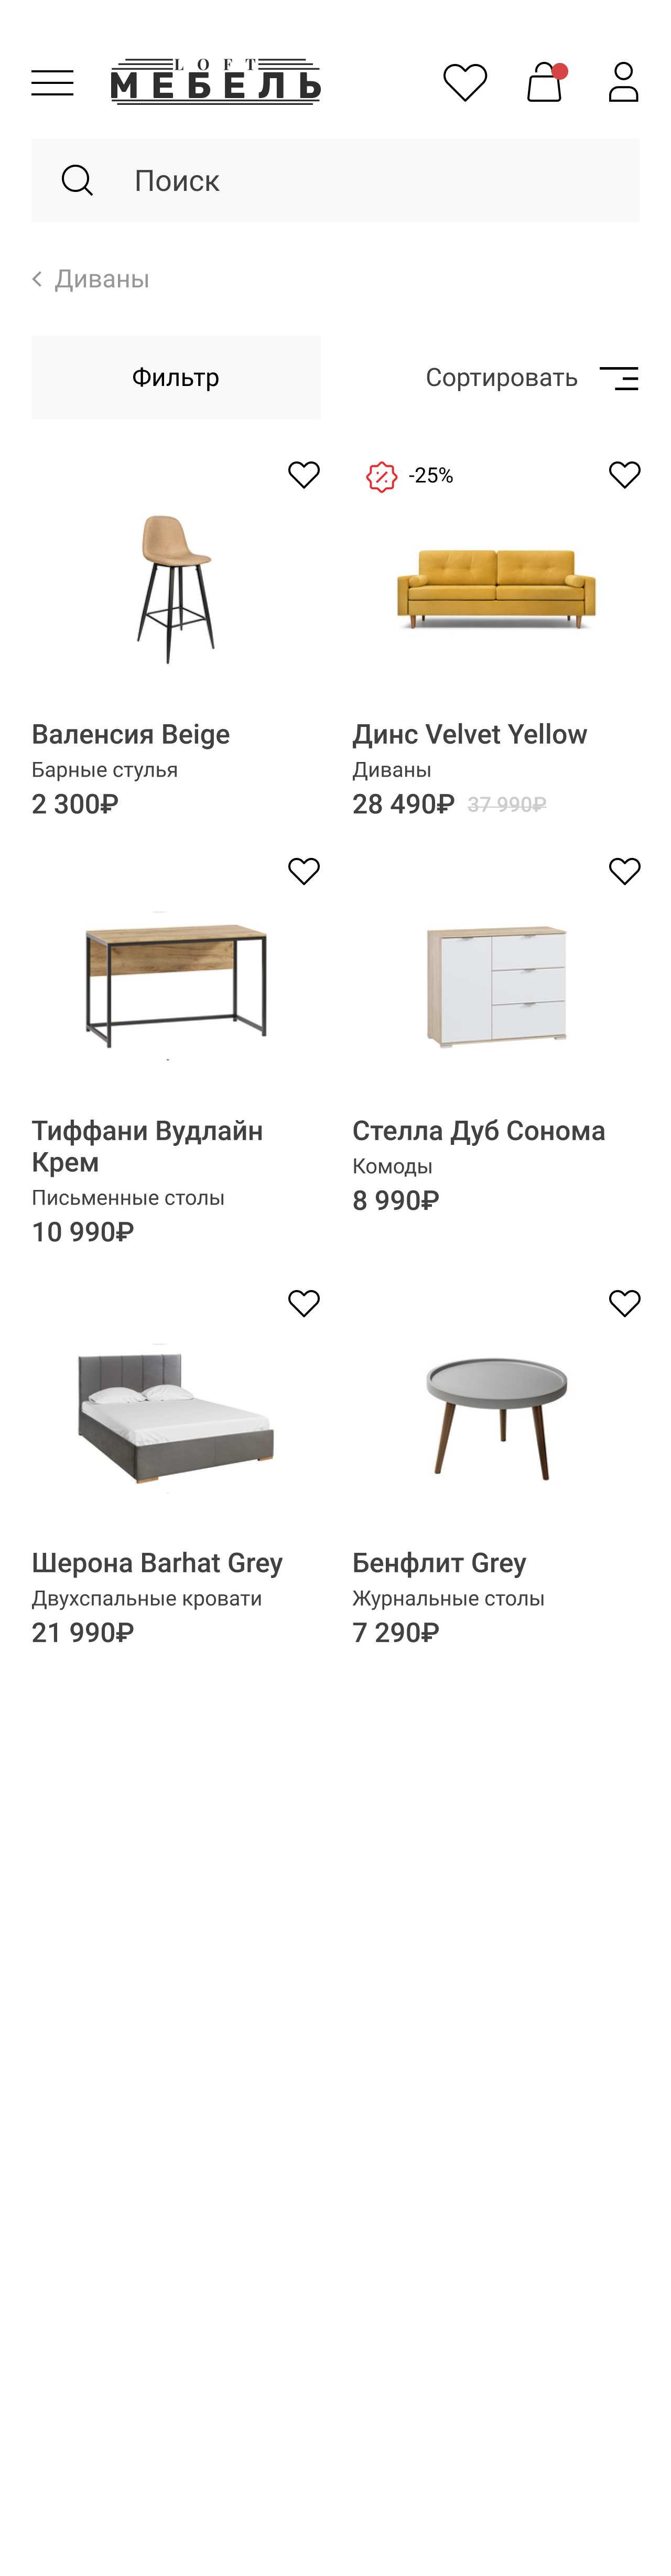 LOFT
МЕБЕЛЬ
Поиск
Диваны
Фильтр
Сортировать
-25%
Валенсия Beige
Барные стулья
2 300₽
Динс Velvet Yellow
Диваны
28 490₽ 37 990₽
Тиффани Вудлайн
Крем
Письменные столы
10 990₽
Стелла Дуб Сонома
Комоды
8 990₽
Шерона Barhat Grey
Двухспальные кровати
21 990₽
Бенфлит Grey
Журнальные столы
7 290₽